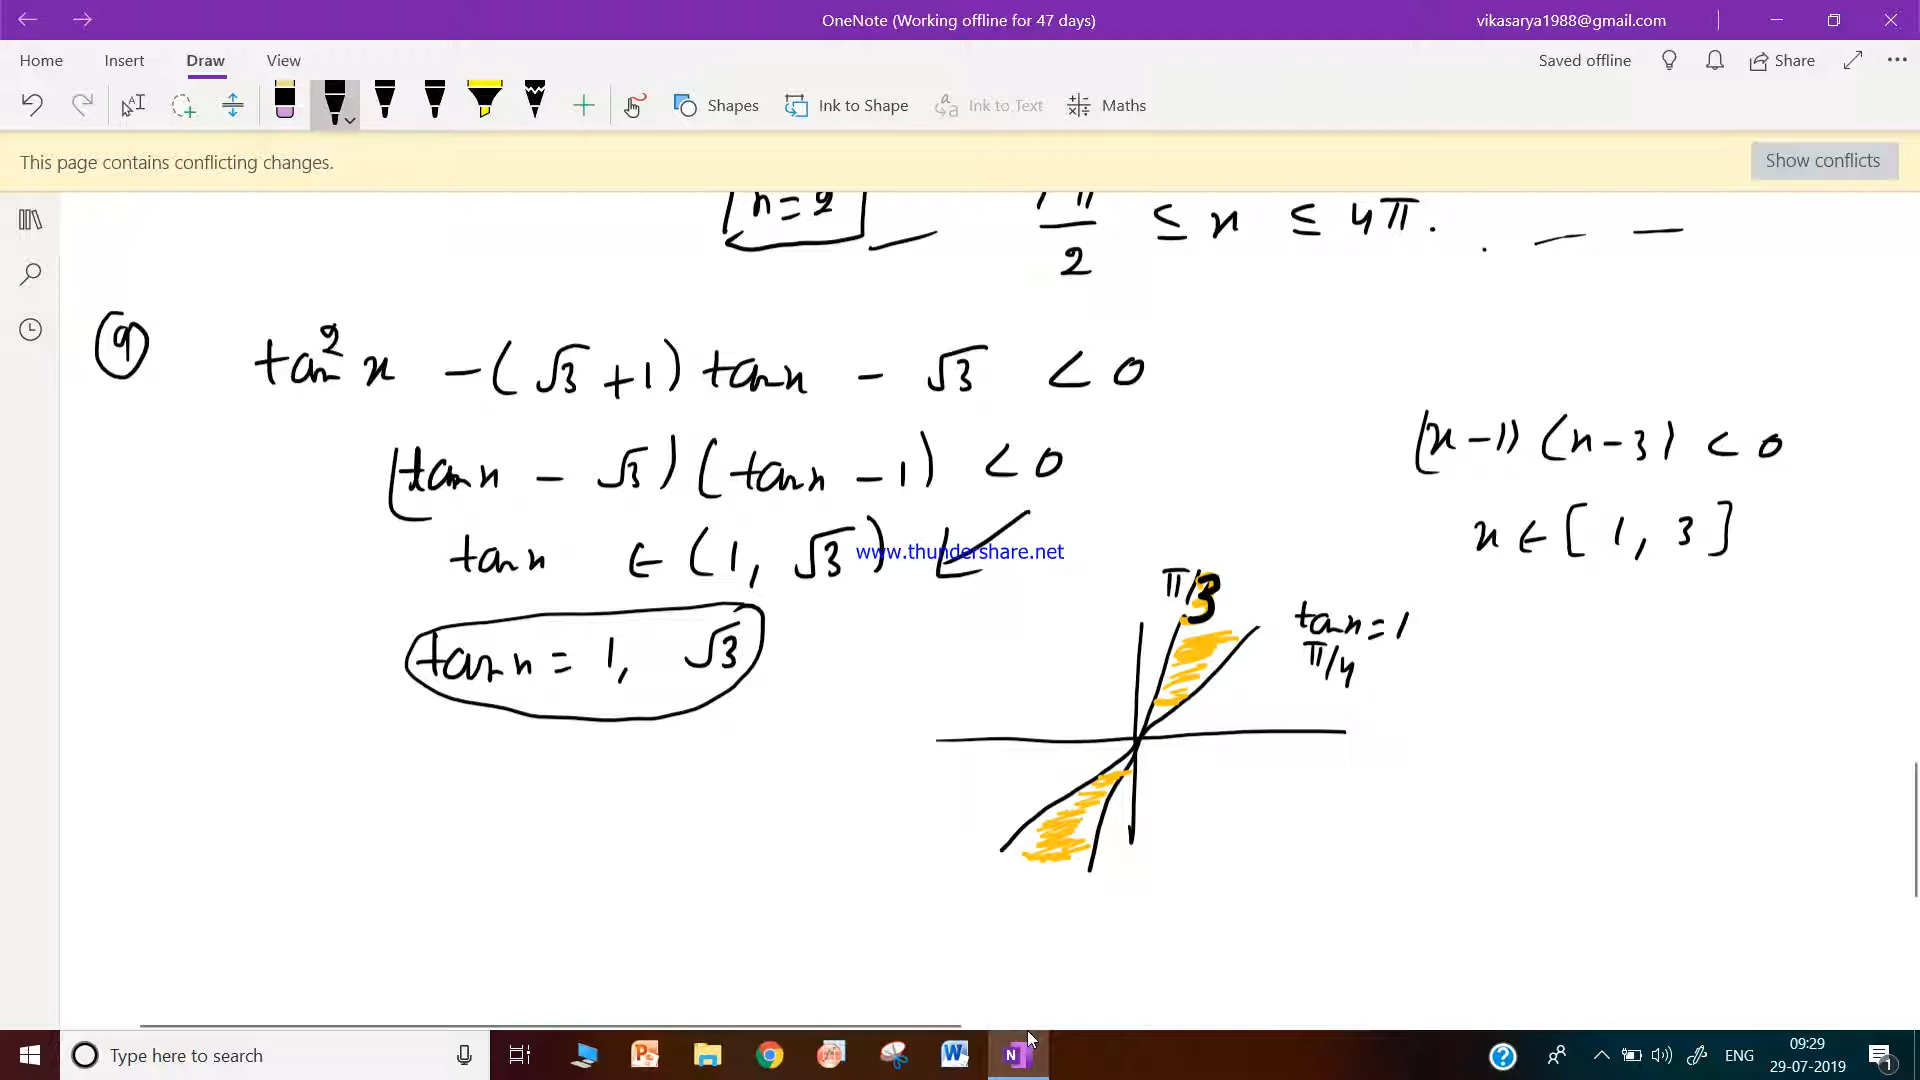 OneNote (Working offline for 47 days)
vikasarya1988@gmail.com
Home Insert Draw View
Saved offline
Share
Shapes Ink to Shape Ink to Text Maths
This page contains conflicting changes.
Show conflicts
n=2
π/2 ≤ x ≤ 4π.
9
tan²x - (√3+1) tanx - √3 < 0
(tanx - √3) (tanx - 1) < 0
(x-1) (x-3) < 0
tanx ∈ (1, √3)
x ∈ [1, 3]
www.thundershare.net
π/3
tanx = 1
π/4
tanx = 1, √3
Type here to search
ENG
09:29
29-07-2019
1